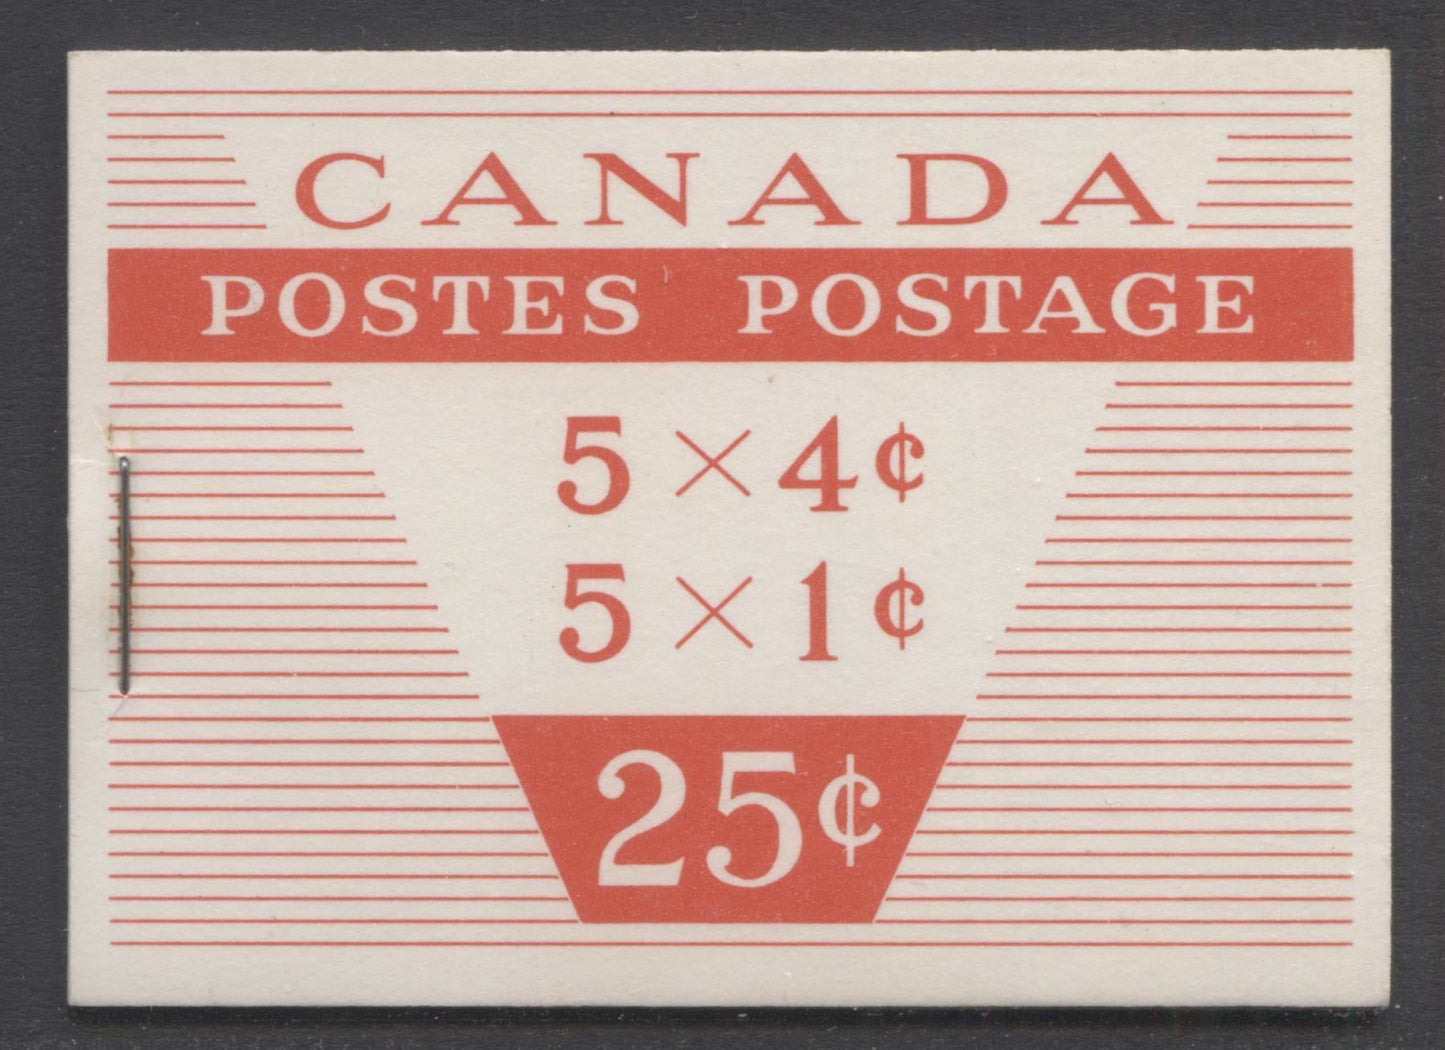 CANADA
POSTES POSTAGE
5 × 4¢
5 × 1¢
25¢